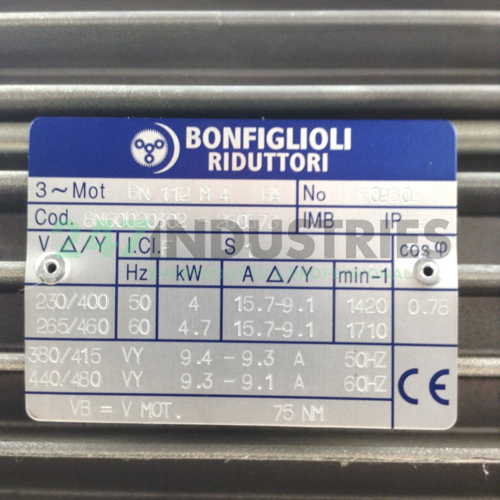 BONFIGLIOLI
RIDUTTORI
3~Mot BN 112 M 4 No
Cod. IMB IP
V Δ/Y I.Cl. F S1 cos φ
Hz kW A Δ/Y min-1
230/400 50 4 15.7-9.1 1420 0.78
265/460 60 4.7 15.7-9.1 1710
380/415 VY 9.4 - 9.3 A 50HZ
440/480 VY 9.3 - 9.1 A 60HZ
CE
VB = V MOT. 75 NM
INDUSTRIES